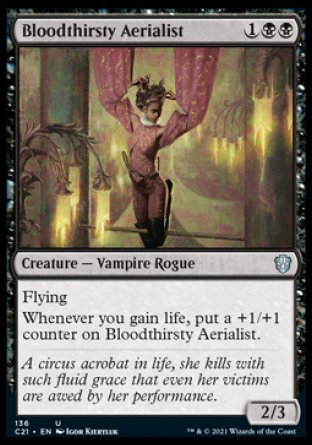 Bloodthirsty Aerialist 1
Creature — Vampire Rogue
Flying
Whenever you gain life, put a +1/+1
counter on Bloodthirsty Aerialist.
A circus acrobat in life, she kills with
such fluid grace that even her victims
are awed by her performance.
2/3
136 U
C21 • EN Igor Kieryluk ™ & © 2021 Wizards of the Coast